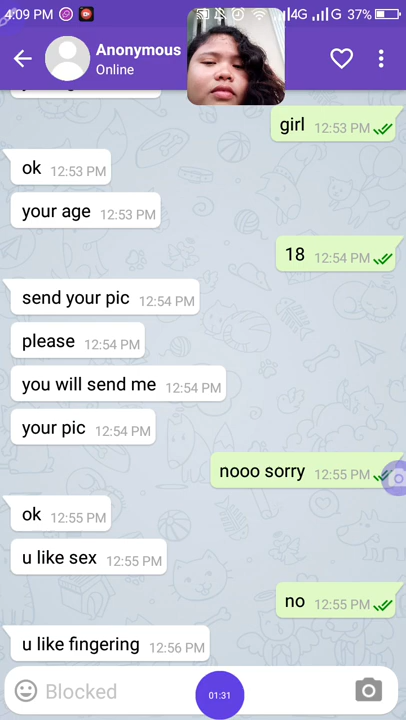 4:09 PM 4G G 37%
Anonymous
Online
girl 12:53 PM
ok 12:53 PM
your age 12:53 PM
18 12:54 PM
send your pic 12:54 PM
please 12:54 PM
you will send me 12:54 PM
your pic 12:54 PM
nooo sorry 12:55 PM
ok 12:55 PM
u like sex 12:55 PM
no 12:55 PM
u like fingering 12:56 PM
Blocked
01:31